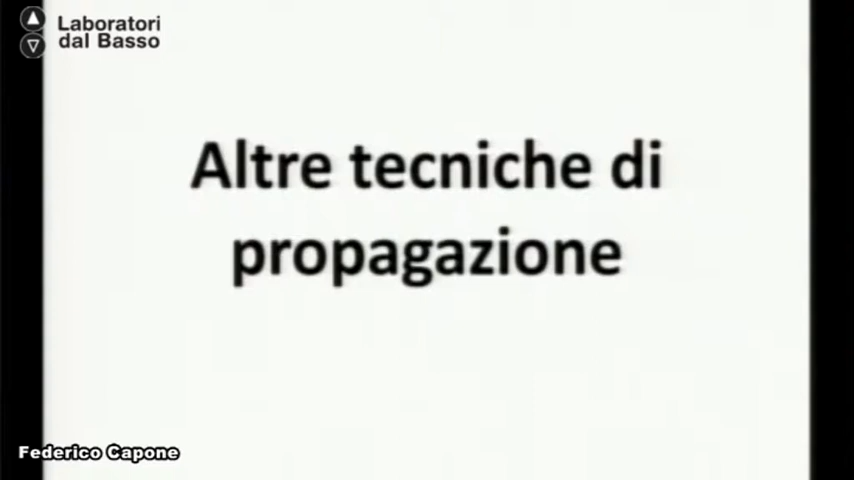 Laboratori
dal Basso
Altre tecniche di
propagazione
Federico Capone